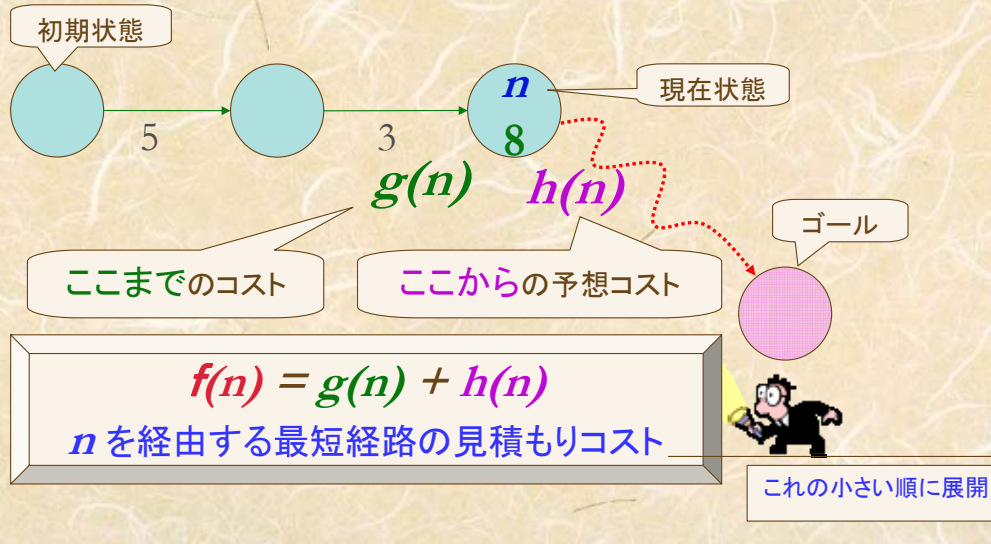 初期状態
n
現在状態
5
3
8
g(n)
h(n)
ゴール
ここまでのコスト
ここからの予想コスト
f(n) = g(n) + h(n)
n を経由する最短経路の見積もりコスト
これの小さい順に展開